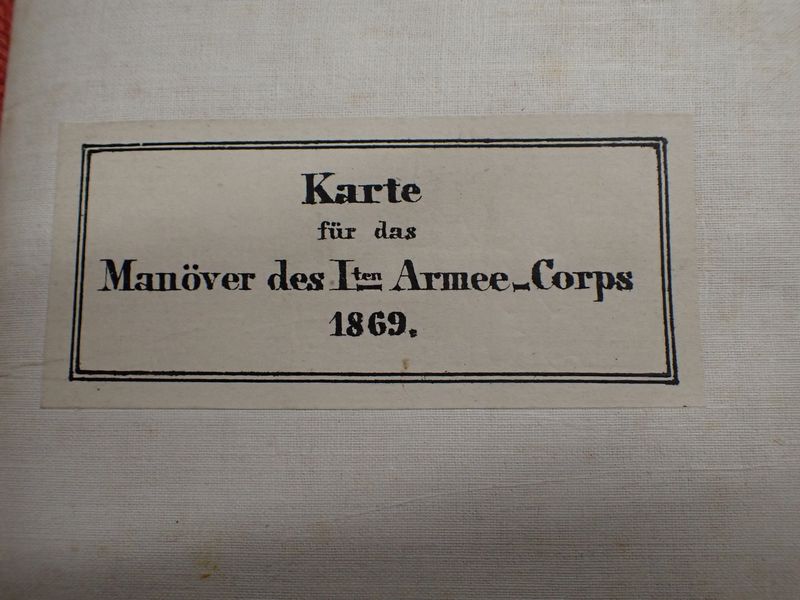 Karte
für das
Manöver des Iten Armee-Corps
1869.